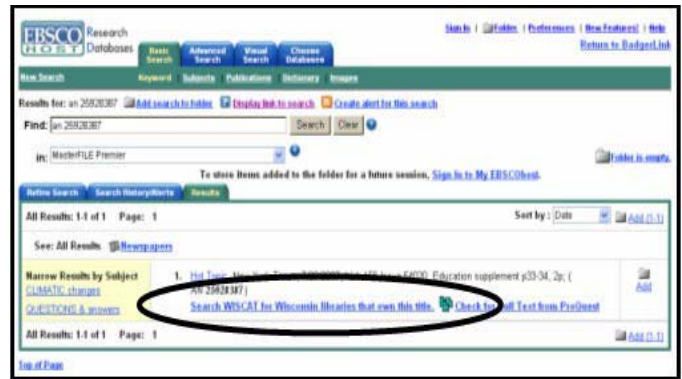 EBSCO Research
HOST Databases
Basic Search Advanced Search Visual Search Choose Databases
Sign In | Folder | Preferences | New Features! | Help
Return to BadgerLink
New Search Keyword Subjects Publications Dictionary Images
Results for: an 26928387 Add search to folder Display link to search Create alert for this search
Find: an 26928387 Search Clear
in: MasterFILE Premier
Folder is empty.
To store items added to the folder for a future session, Sign In to My EBSCOhost.
Refine Search Search History/Alerts Results
All Results: 1-1 of 1 Page: 1 Sort by : Date Add (1-1)
See: All Results Newspapers
Narrow Results by Subject
CLIMATIC changes
QUESTIONS & answers
1. Hot Topic. Education supplement p33-34, 2p; (
AN 26928387)
Search WISCAT for Wisconsin libraries that own this title. Check for Full Text from ProQuest
Add
All Results: 1-1 of 1 Page: 1 Add (1-1)
Top of Page